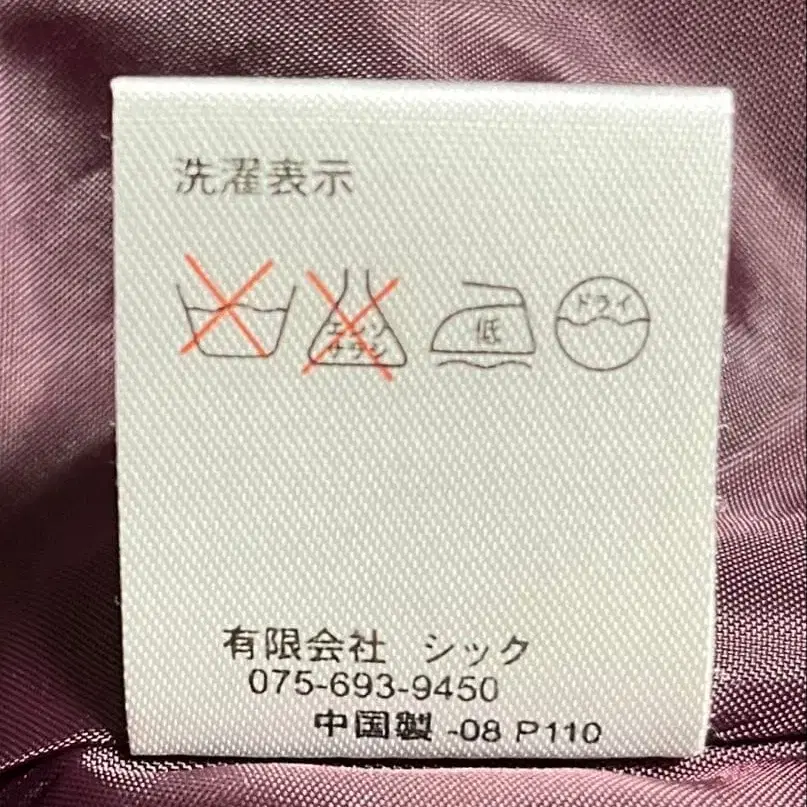 洗濯表示
エンソ
サラシ
低
ドライ
有限会社 シック
075-693-9450
中国製 -08 P110